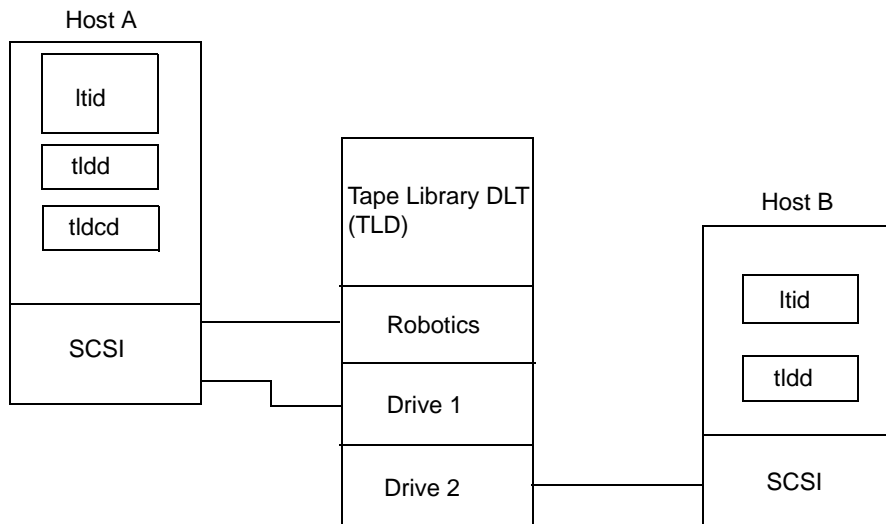 Host A
ltid
tldd
tldcd
SCSI
Tape Library DLT
(TLD)
Robotics
Drive 1
Drive 2
Host B
ltid
tldd
SCSI